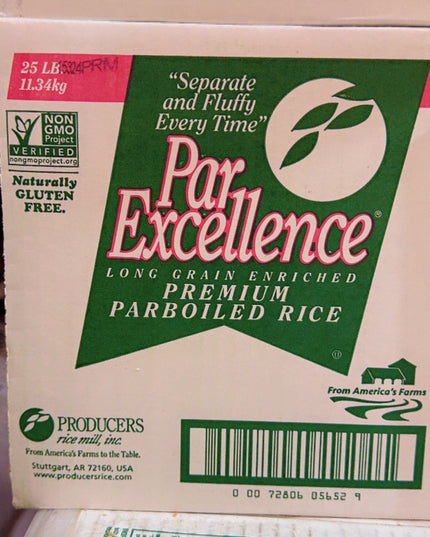 25 LB
11.34kg
"Separate
and Fluffy
Every Time"
NON
GMO
Project
VERIFIED
nongmoproject.org
Naturally
GLUTEN
FREE.
Par
Excellence®
LONG GRAIN ENRICHED
PREMIUM
PARBOILED RICE
From America's Farms
PRODUCERS
rice mill, inc.
From America's Farms to the Table.
Stuttgart, AR 72160, USA
www.producersrice.com
0 00 72806 05652 9